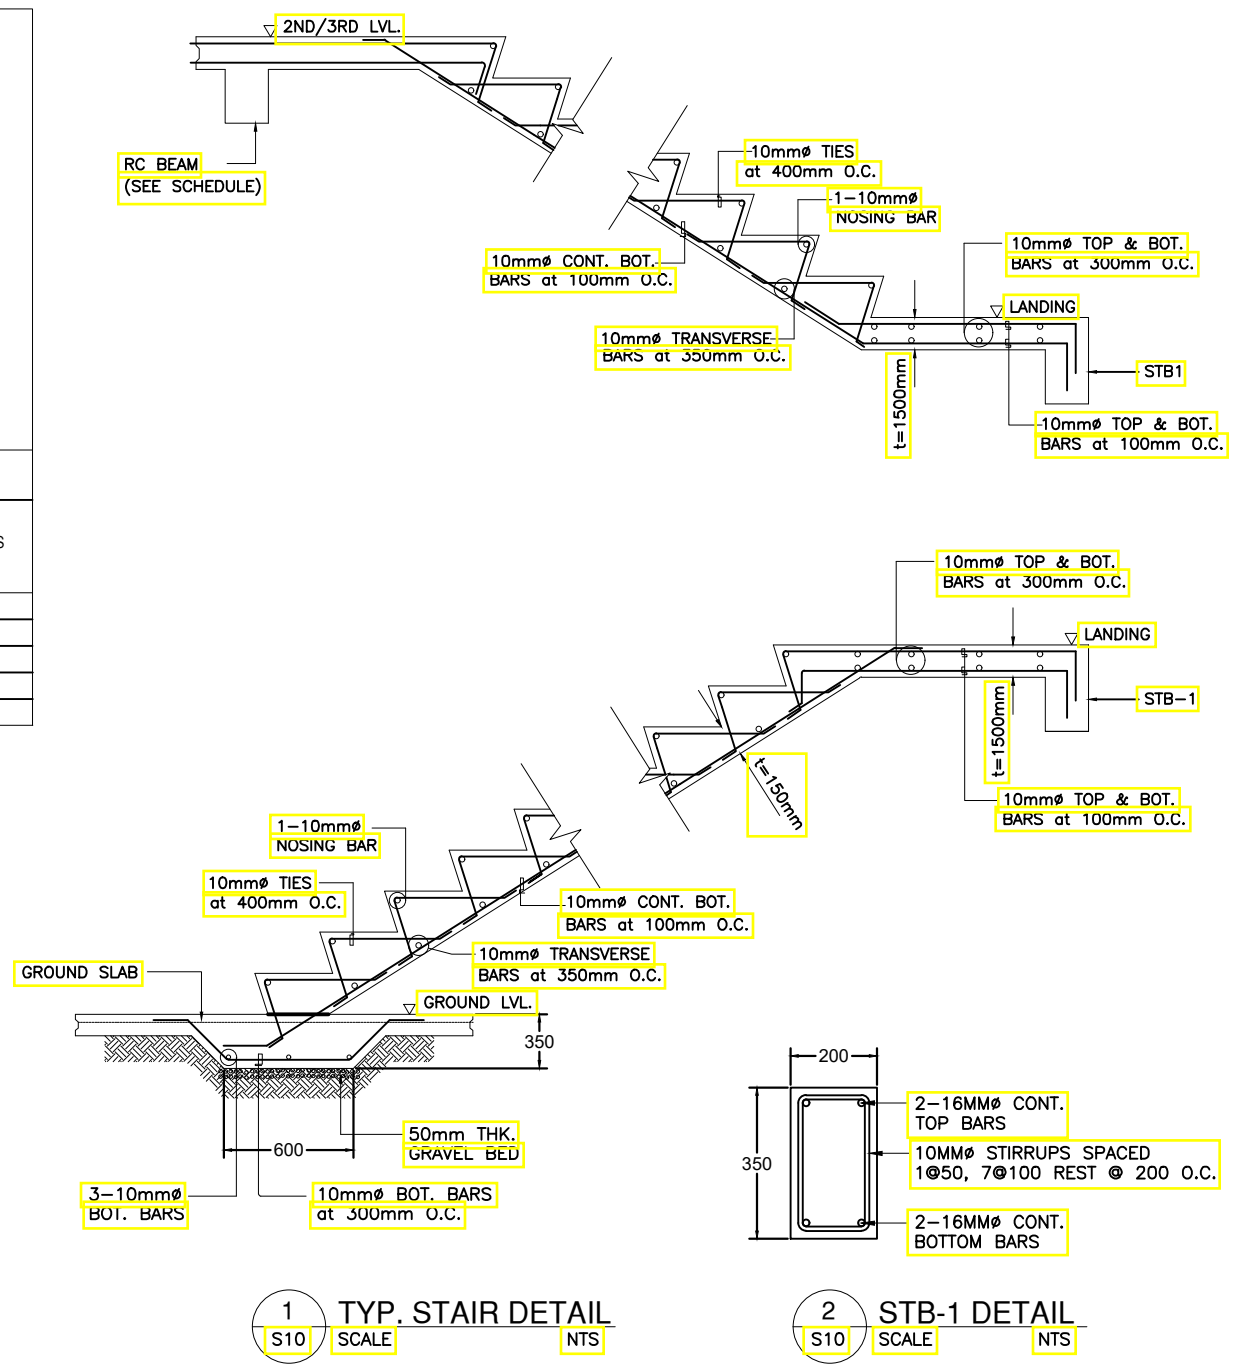 2ND/3RD LVL.
RC BEAM
(SEE SCHEDULE)
10mmø TIES
at 400mm O.C.
1-10mmø
NOSING BAR
10mmø TOP & BOT.
BARS at 300mm O.C.
10mmø CONT. BOT.
BARS at 100mm O.C.
LANDING
10mmø TRANSVERSE
BARS at 350mm O.C.
t=1500mm
STB1
10mmø TOP & BOT.
BARS at 100mm O.C.
S
10mmø TOP & BOT.
BARS at 300mm O.C.
LANDING
STB-1
t=1500mm
t=150mm
10mmø TOP & BOT.
BARS at 100mm O.C.
1-10mmø
NOSING BAR
10mmø TIES
at 400mm O.C.
10mmø CONT. BOT.
BARS at 100mm O.C.
10mmø TRANSVERSE
BARS at 350mm O.C.
GROUND SLAB
GROUND LVL.
350
600
50mm THK.
GRAVEL BED
3-10mmø
BOT. BARS
10mmø BOT. BARS
at 300mm O.C.
200
350
2-16MMø CONT.
TOP BARS
10MMø STIRRUPS SPACED
1@50, 7@100 REST @ 200 O.C.
2-16MMø CONT.
BOTTOM BARS
1 TYP. STAIR DETAIL
S10 SCALE NTS
2 STB-1 DETAIL
S10 SCALE NTS